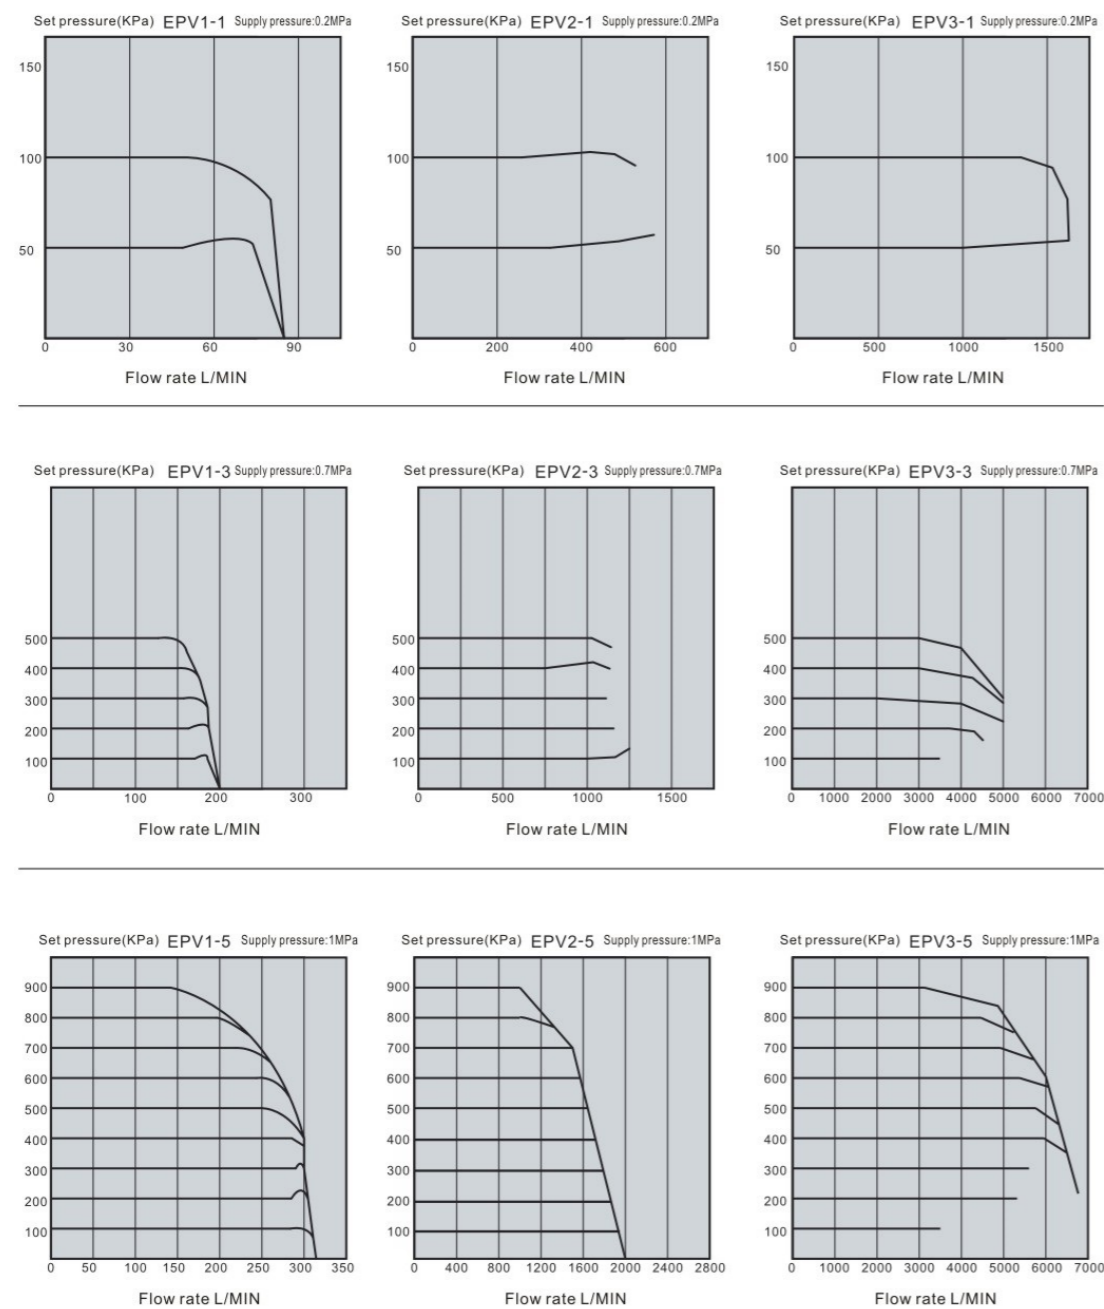 Set pressure(KPa) EPV1-1 Supply pressure:0.2MPa
150
100
50
0 30 60 90
Flow rate L/MIN
Set pressure(KPa) EPV2-1 Supply pressure:0.2MPa
150
100
50
0 200 400 600
Flow rate L/MIN
Set pressure(KPa) EPV3-1 Supply pressure:0.2MPa
150
100
50
0 500 1000 1500
Flow rate L/MIN
Set pressure(KPa) EPV1-3 Supply pressure:0.7MPa
500
400
300
200
100
0 100 200 300
Flow rate L/MIN
Set pressure(KPa) EPV2-3 Supply pressure:0.7MPa
500
400
300
200
100
0 500 1000 1500
Flow rate L/MIN
Set pressure(KPa) EPV3-3 Supply pressure:0.7MPa
500
400
300
200
100
0 1000 2000 3000 4000 5000 6000 7000
Flow rate L/MIN
Set pressure(KPa) EPV1-5 Supply pressure:1MPa
900
800
700
600
500
400
300
200
100
0 50 100 150 200 250 300 350
Flow rate L/MIN
Set pressure(KPa) EPV2-5 Supply pressure:1MPa
900
800
700
600
500
400
300
200
100
0 400 800 1200 1600 2000 2400 2800
Flow rate L/MIN
Set pressure(KPa) EPV3-5 Supply pressure:1MPa
900
800
700
600
500
400
300
200
100
0 1000 2000 3000 4000 5000 6000 7000
Flow rate L/MIN